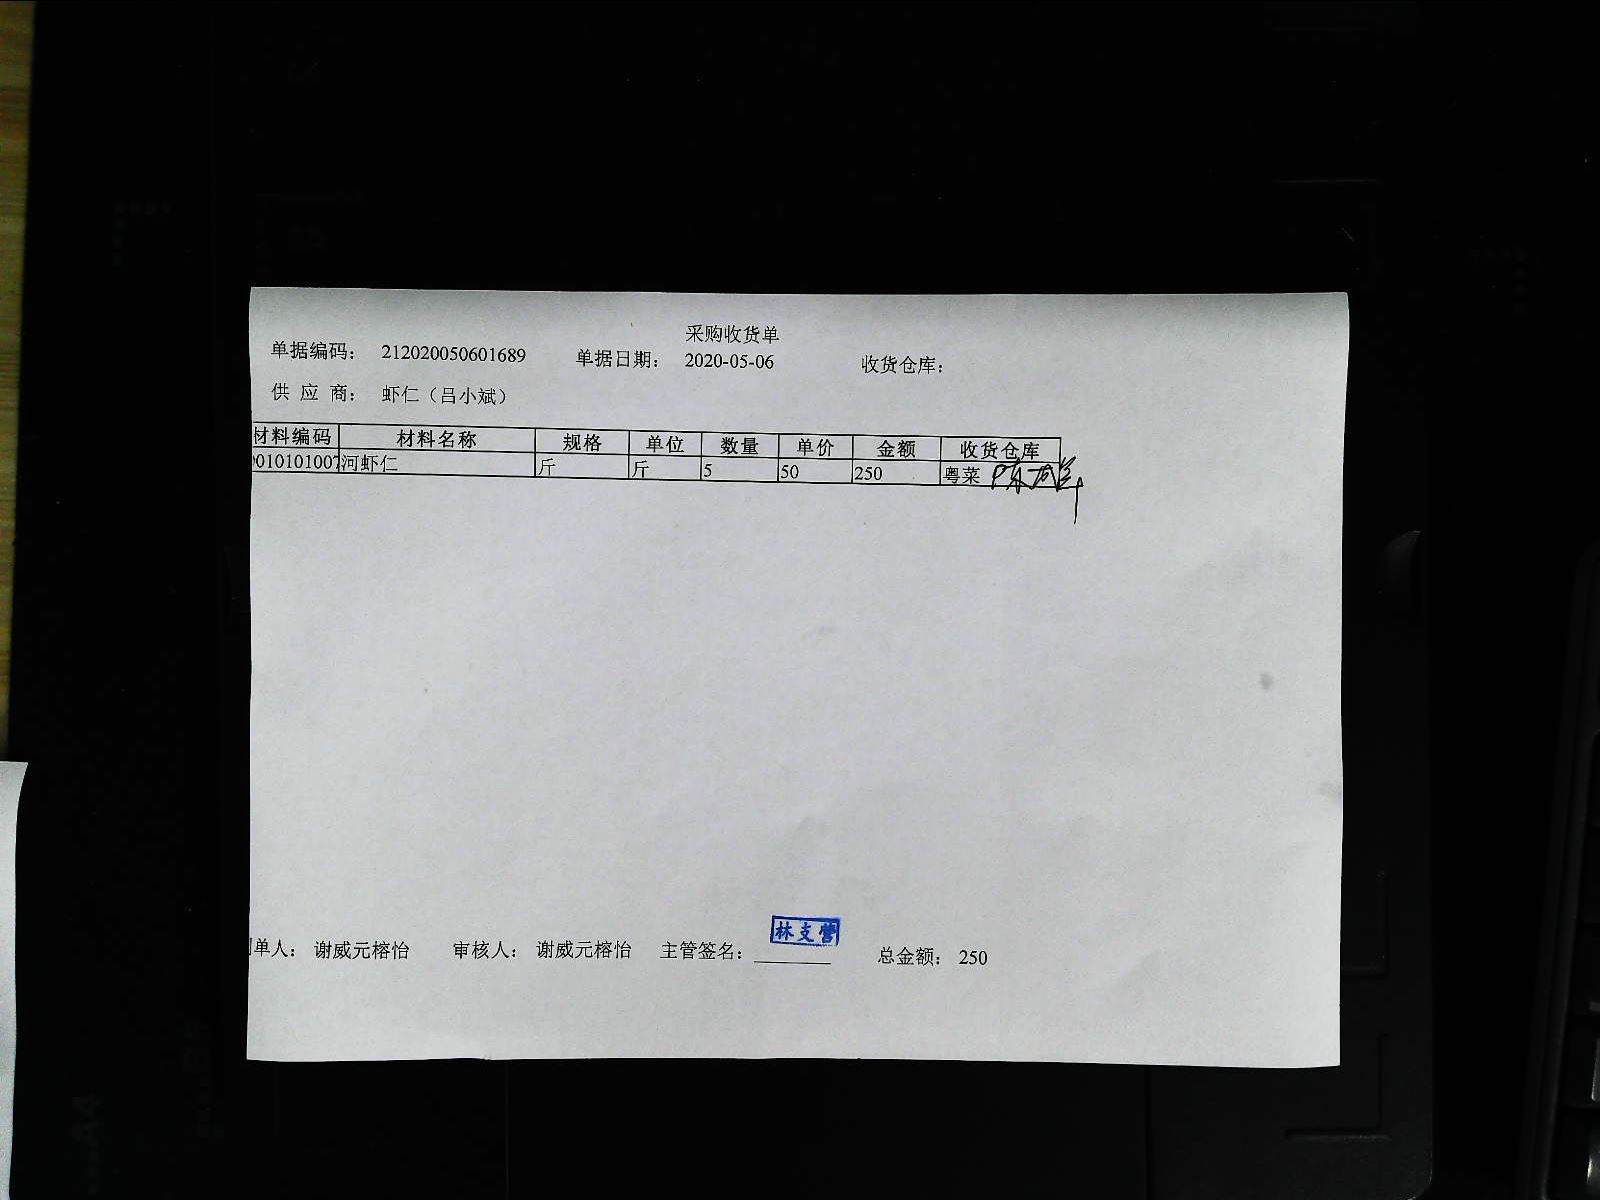 采购收货单
单据编码： 212020050601689 单据日期： 2020-05-06 收货仓库：
供 应 商： 虾仁（吕小斌）
材料编码 材料名称 规格 单位 数量 单价 金额 收货仓库
010101007 河虾仁 斤 斤 5 50 250 粤菜
林支营
单人： 谢威元榕怡 审核人： 谢威元榕怡 主管签名： 总金额： 250